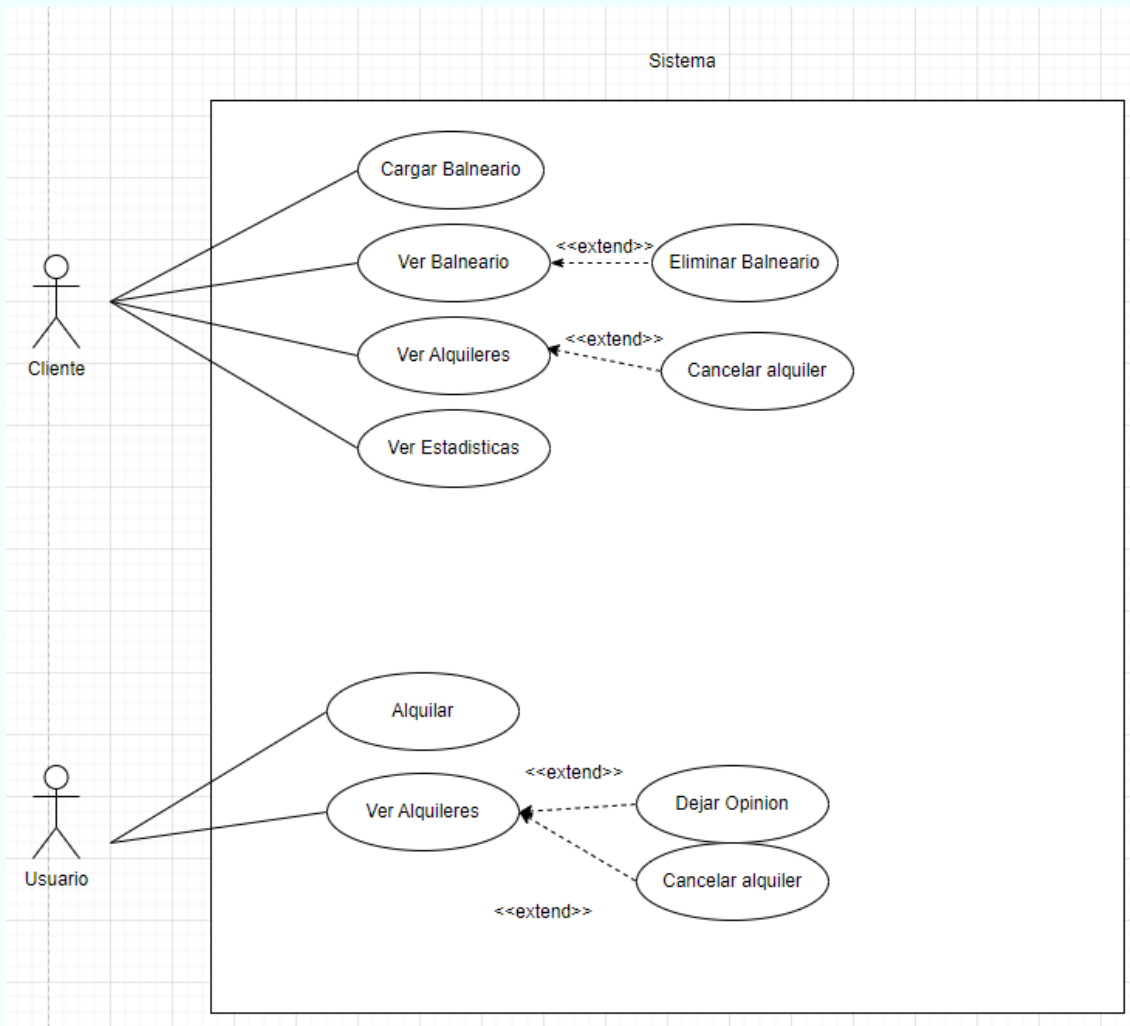 Sistema
Cargar Balneario
Ver Balneario
<<extend>>
Eliminar Balneario
Ver Alquileres
<<extend>>
Cancelar alquiler
Cliente
Ver Estadisticas
Alquilar
Ver Alquileres
<<extend>>
Dejar Opinion
Usuario
Cancelar alquiler
<<extend>>